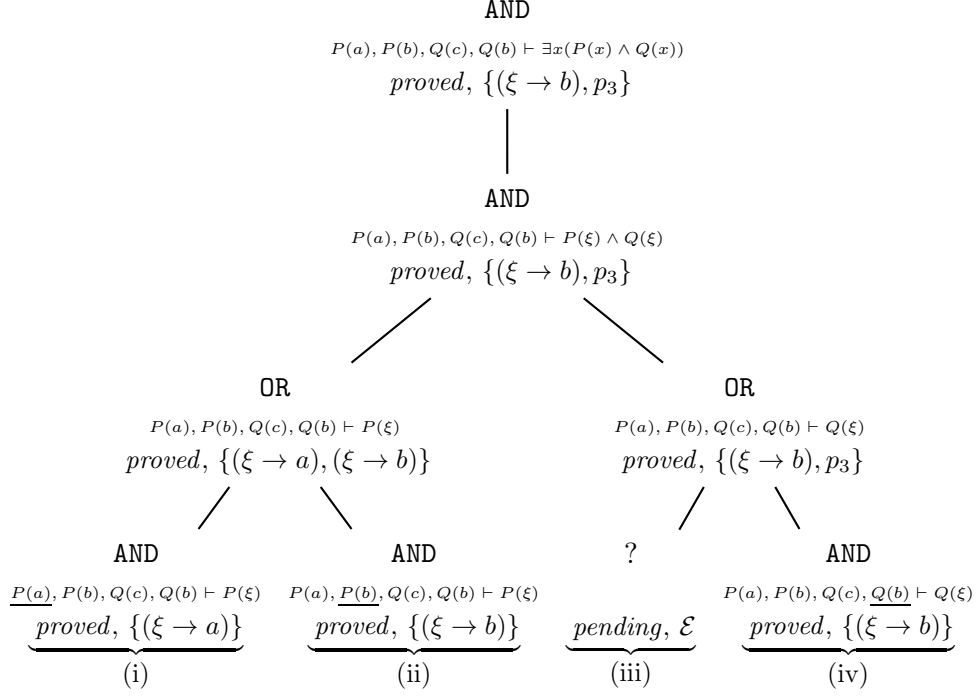 AND
P(a), P(b), Q(c), Q(b) ⊢ ∃x(P(x) ∧ Q(x))
proved, {(ξ → b), p₃}
AND
P(a), P(b), Q(c), Q(b) ⊢ P(ξ) ∧ Q(ξ)
proved, {(ξ → b), p₃}
OR OR
P(a), P(b), Q(c), Q(b) ⊢ P(ξ) P(a), P(b), Q(c), Q(b) ⊢ Q(ξ)
proved, {(ξ → a), (ξ → b)} proved, {(ξ → b), p₃}
AND AND ? AND
P(a), P(b), Q(c), Q(b) ⊢ P(ξ) P(a), P(b), Q(c), Q(b) ⊢ P(ξ) P(a), P(b), Q(c), Q(b) ⊢ Q(ξ)
proved, {(ξ → a)} proved, {(ξ → b)} pending, ℰ proved, {(ξ → b)}
(i) (ii) (iii) (iv)